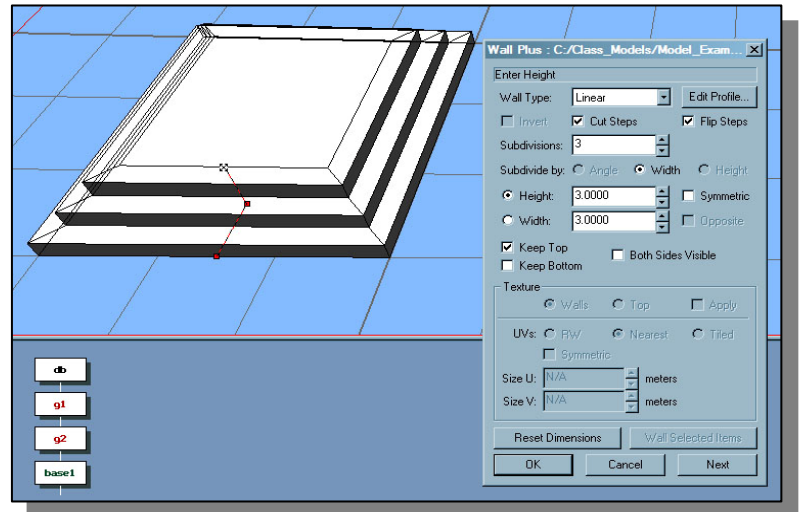 Wall Plus : C:/Class_Models/Model_Exam...
Enter Height
Wall Type: Linear Edit Profile...
Invert Cut Steps Flip Steps
Subdivisions: 3
Subdivide by: Angle Width Height
Height: 3.0000 Symmetric
Width: 3.0000 Opposite
Keep Top
Both Sides Visible
Keep Bottom
Texture
Walls Top Apply
UVs: RW Nearest Tiled
Symmetric
Size U: N/A meters
Size V: N/A meters
Reset Dimensions Wall Selected Items
OK Cancel Next
db
g1
g2
base1